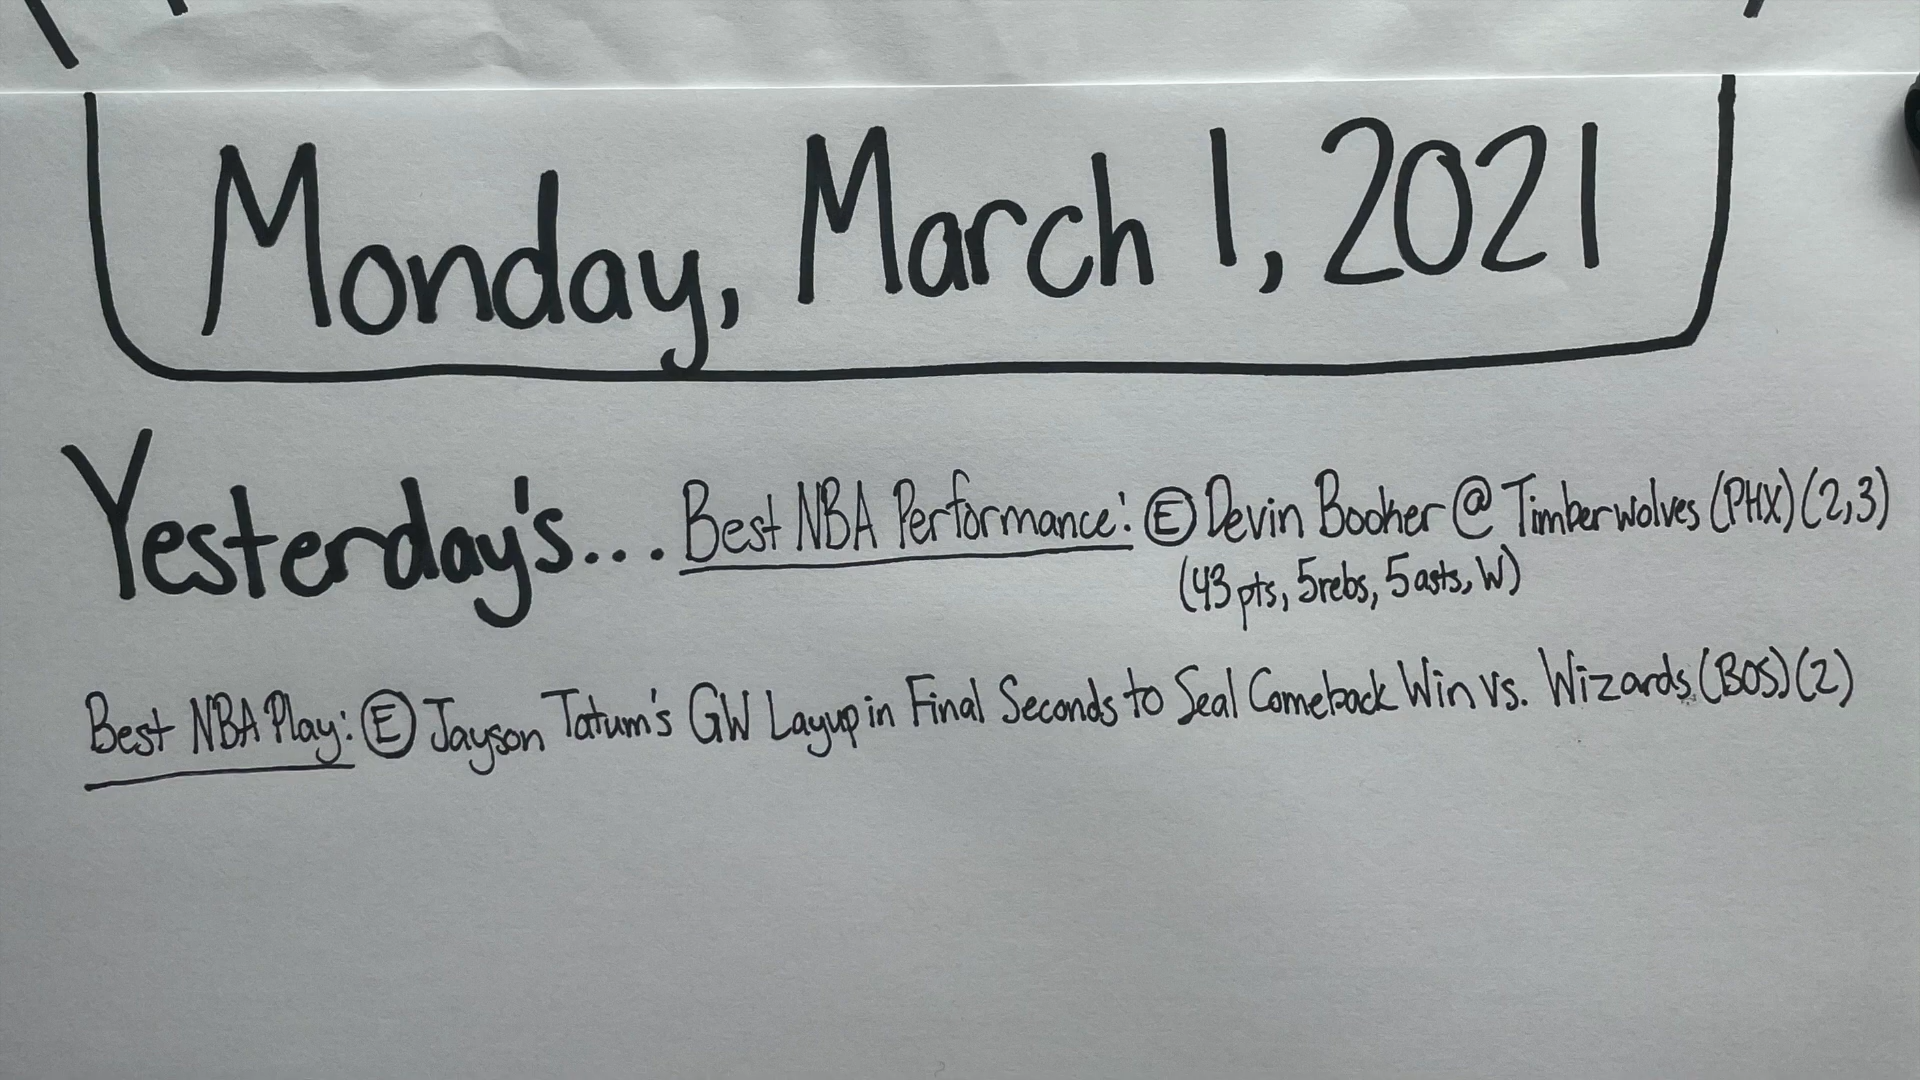 Monday, March 1, 2021
Yesterday's... Best NBA Performance: Ⓔ Devin Booker @ Timberwolves (PHX) (2,3)
(43 pts, 5 rebs, 5 asts, W)
Best NBA Play: Ⓔ Jayson Tatum's GW Layup in Final Seconds to Seal Comeback Win vs. Wizards (BOS) (2)